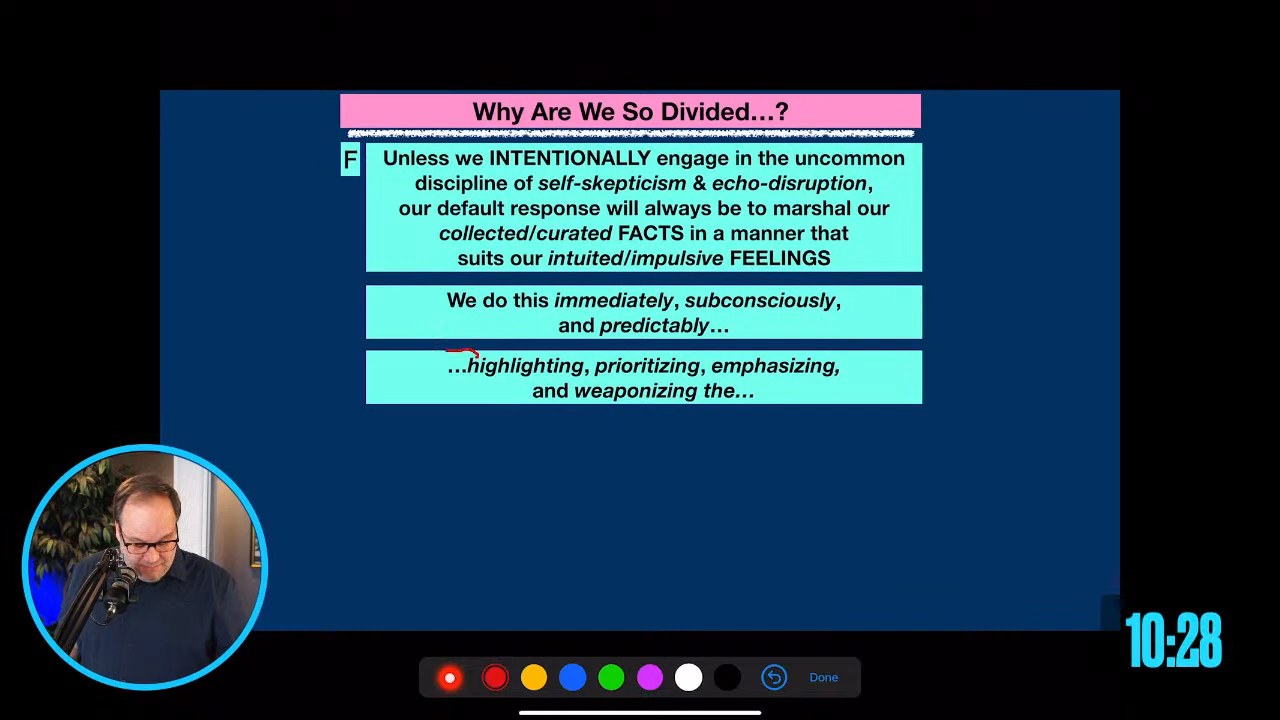 Why Are We So Divided...?
F
Unless we INTENTIONALLY engage in the uncommon
discipline of self-skepticism & echo-disruption,
our default response will always be to marshal our
collected/curated FACTS in a manner that
suits our intuited/impulsive FEELINGS
We do this immediately, subconsciously,
and predictably...
...highlighting, prioritizing, emphasizing,
and weaponizing the...
10:28
Done